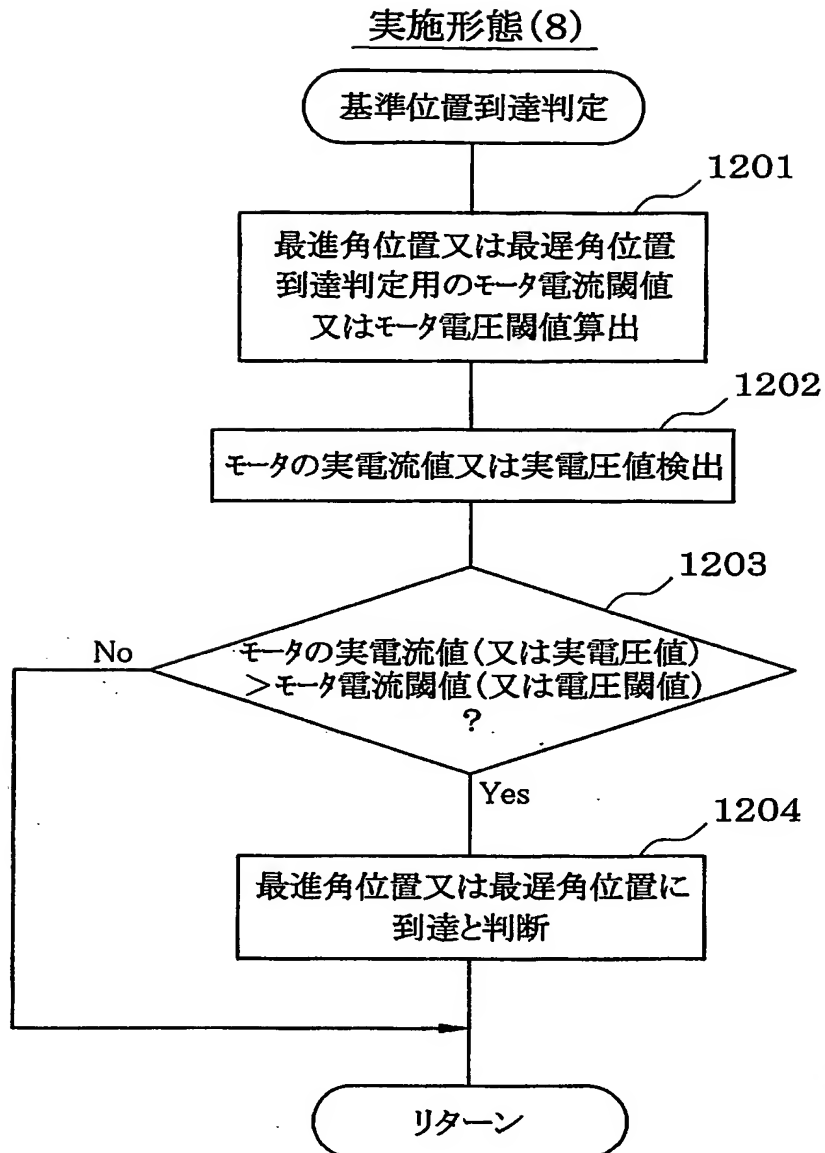 実施形態(8)
基準位置到達判定
1201
最進角位置又は最遅角位置
到達判定用のモータ電流閾値
又はモータ電圧閾値算出
1202
モータの実電流値又は実電圧値検出
1203
No
モータの実電流値(又は実電圧値)
>モータ電流閾値(又は電圧閾値)
?
Yes
1204
最進角位置又は最遅角位置に
到達と判断
リターン